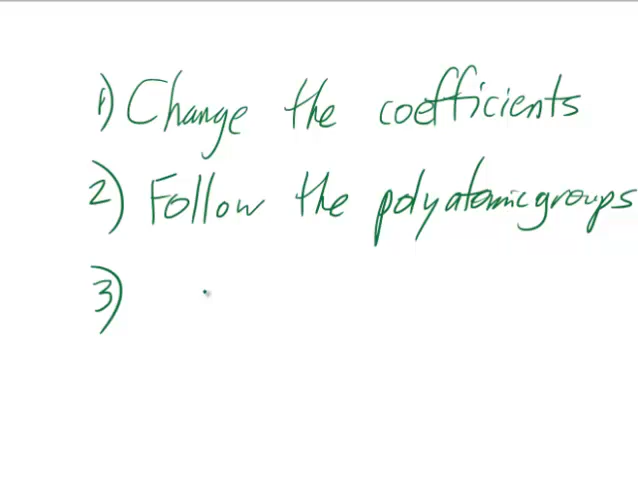 1) Change the coefficients
2) Follow the polyatomic groups
3)